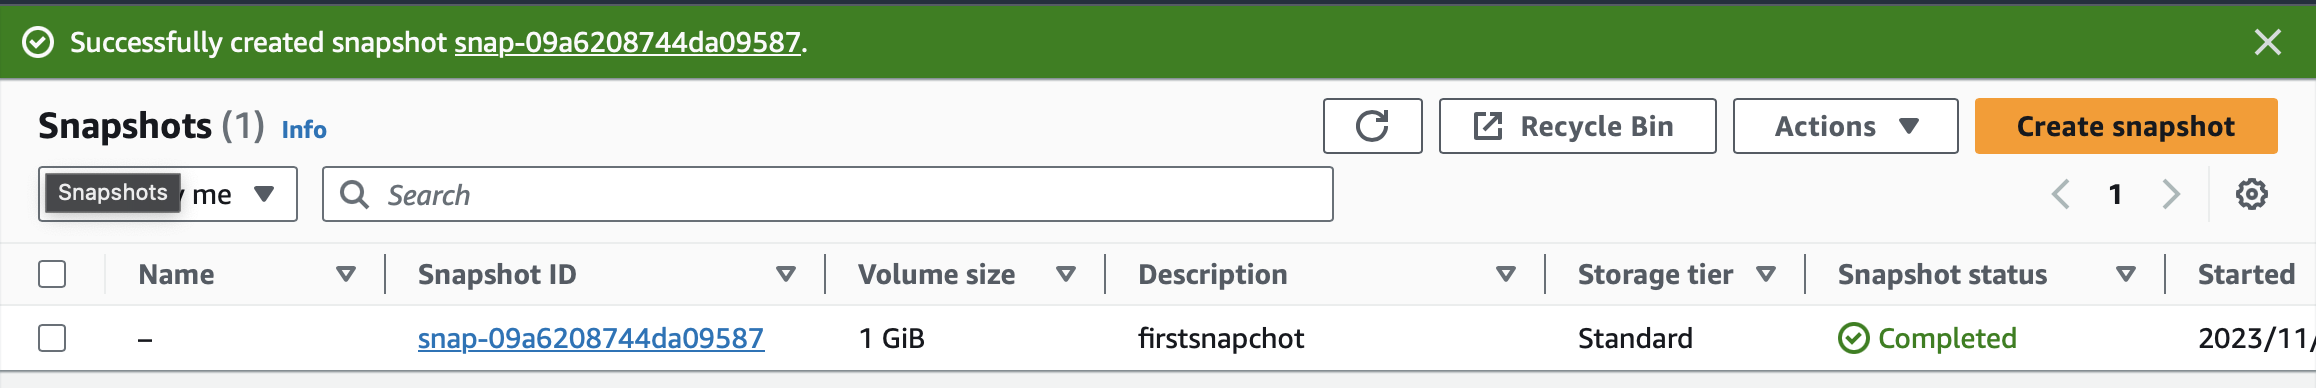 Successfully created snapshot snap-09a6208744da09587.
Snapshots (1) Info
Recycle Bin
Actions
Create snapshot
Snapshots me
Search
1
Name Snapshot ID Volume size Description Storage tier Snapshot status Started
– snap-09a6208744da09587 1 GiB firstsnapchot Standard Completed 2023/11/